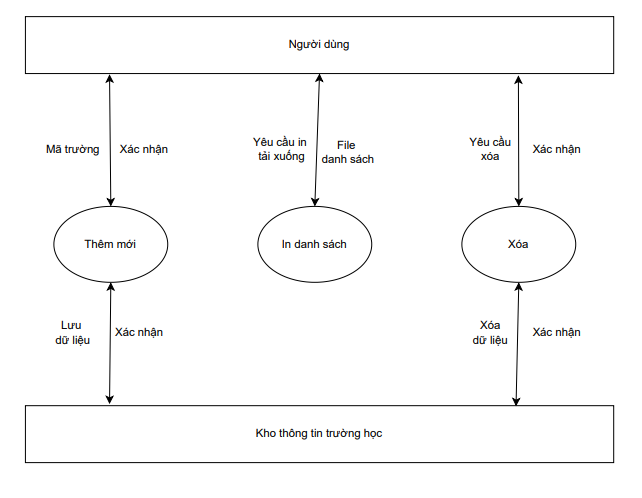 Người dùng
Mã trường
Xác nhận
Yêu cầu in
tải xuống
File
danh sách
Yêu cầu
xóa
Xác nhận
Thêm mới
In danh sách
Xóa
Lưu
dữ liệu
Xác nhận
Xóa
dữ liệu
Xác nhận
Kho thông tin trường học